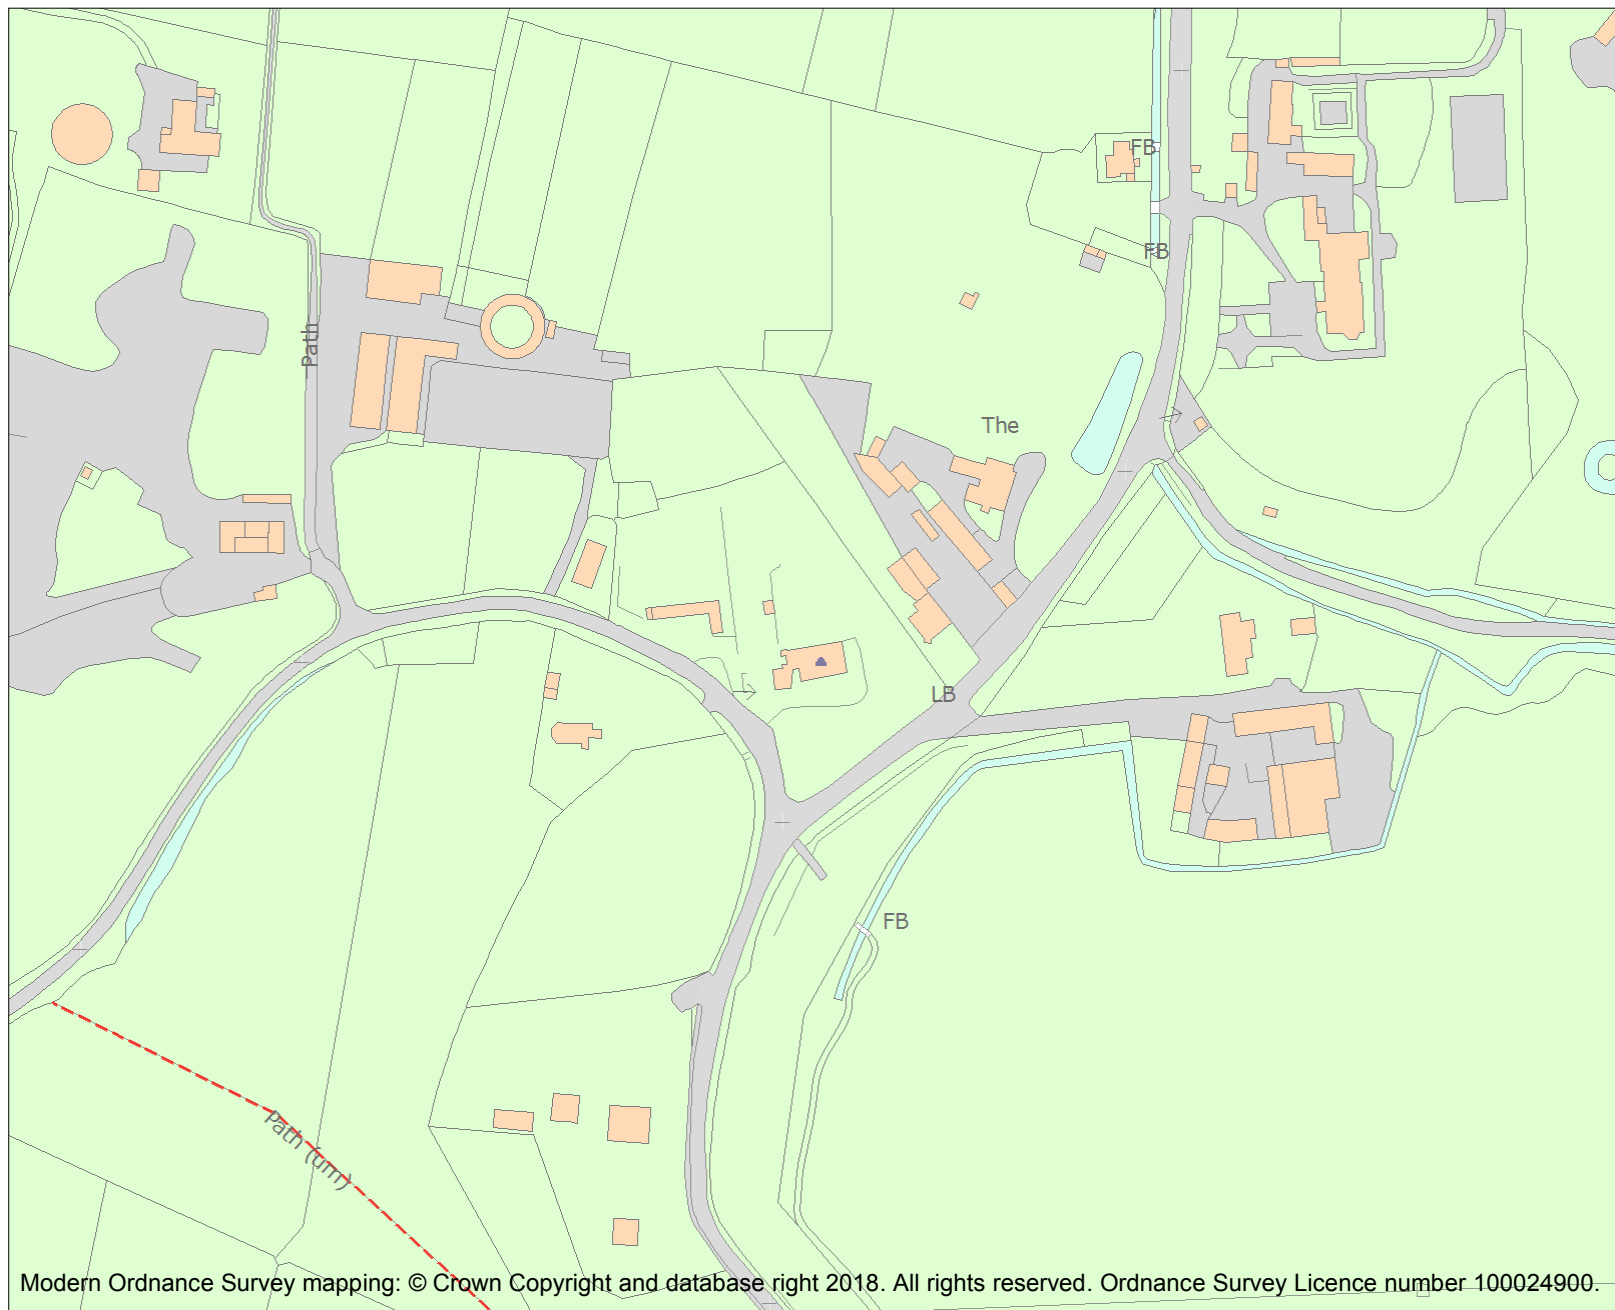 FB
FB
Path
The
LB
FB
Path (um)
Modern Ordnance Survey mapping: © Crown Copyright and database right 2018. All rights reserved. Ordnance Survey Licence number 100024900.